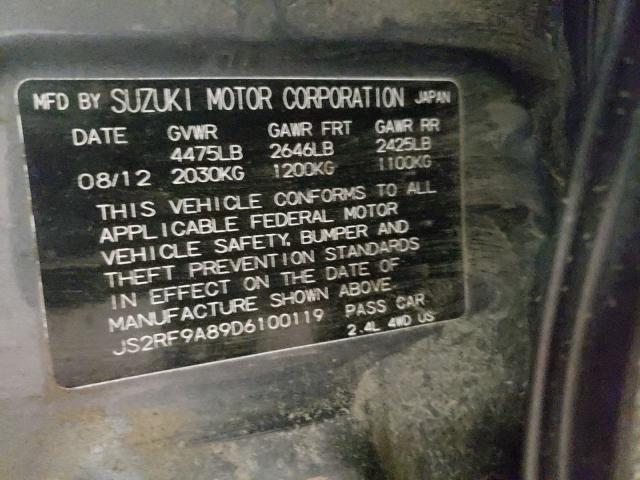 MFD BY SUZUKI MOTOR CORPORATION JAPAN
DATE GVWR GAWR FRT GAWR RR
4475LB 2646LB 2425LB
08/12 2030KG 1200KG 1100KG
THIS VEHICLE CONFORMS TO ALL
APPLICABLE FEDERAL MOTOR
VEHICLE SAFETY, BUMPER AND
THEFT PREVENTION STANDARDS
IN EFFECT ON THE DATE OF
MANUFACTURE SHOWN ABOVE.
JS2RF9A89D6100119 PASS CAR
2.4L 4WD US